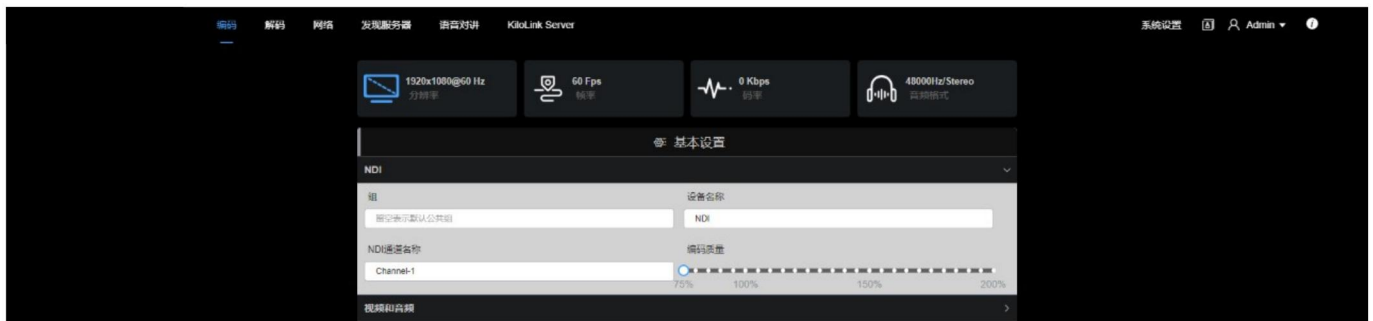 编码 解码 网络 发现服务器 语音对讲 KiloLink Server 系统设置 Admin
1920x1080@60 Hz 60 Fps 0 Kbps 48000Hz/Stereo
分辨率 帧率 码率 音频格式
基本设置
NDI
组 设备名称
留空表示默认公共组 NDI
NDI通道名称 编码质量
Channel-1
75% 100% 150% 200%
视频和音频